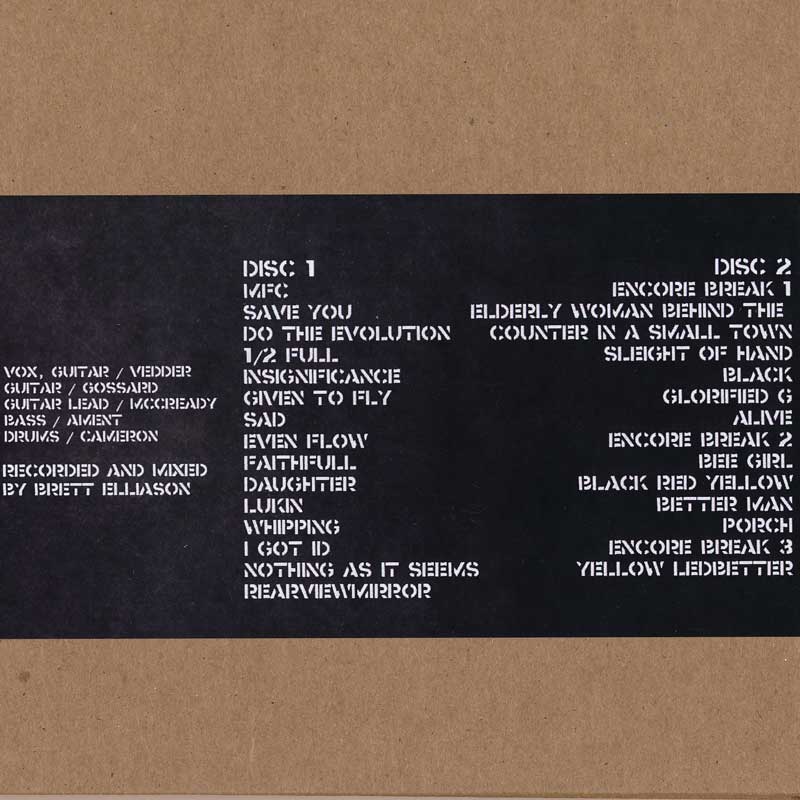 VOX, GUITAR / VEDDER
GUITAR / GOSSARD
GUITAR LEAD / MCCREADY
BASS / AMENT
DRUMS / CAMERON
RECORDED AND MIXED
BY BRETT ELLIASON
DISC 1
MFC
SAVE YOU
DO THE EVOLUTION
1/2 FULL
INSIGNIFICANCE
GIVEN TO FLY
SAD
EVEN FLOW
FAITHFULL
DAUGHTER
LUKIN
WHIPPING
I GOT ID
NOTHING AS IT SEEMS
REARVIEWMIRROR
DISC 2
ENCORE BREAK 1
ELDERLY WOMAN BEHIND THE
COUNTER IN A SMALL TOWN
SLEIGHT OF HAND
BLACK
GLORIFIED G
ALIVE
ENCORE BREAK 2
BEE GIRL
BLACK RED YELLOW
BETTER MAN
PORCH
ENCORE BREAK 3
YELLOW LEDBETTER